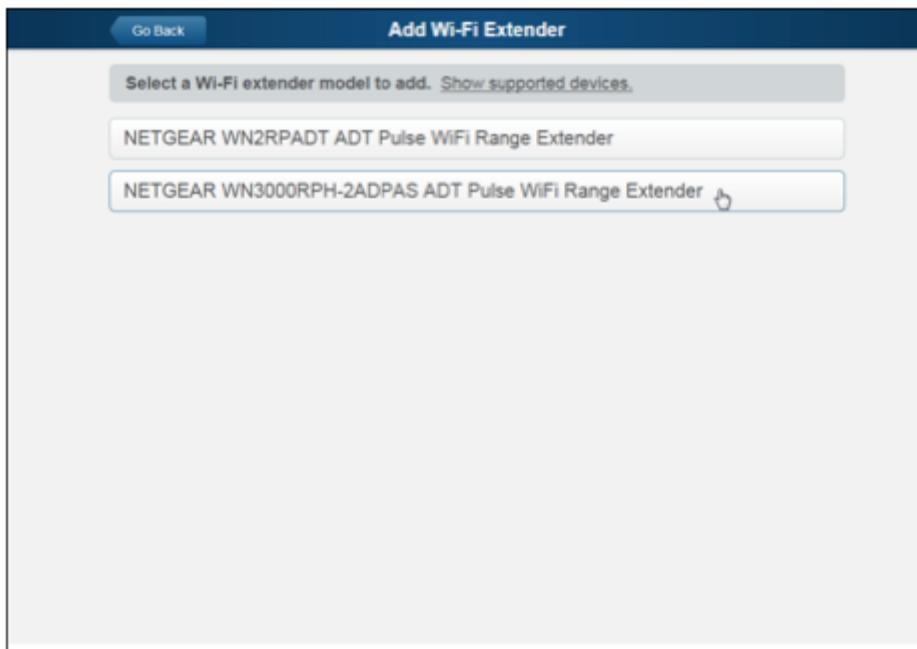 Go Back
Add Wi-Fi Extender
Select a Wi-Fi extender model to add. Show supported devices.
NETGEAR WN2RPADT ADT Pulse WiFi Range Extender
NETGEAR WN3000RPH-2ADPAS ADT Pulse WiFi Range Extender